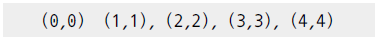 (0,0) (1,1), (2,2), (3,3), (4,4)